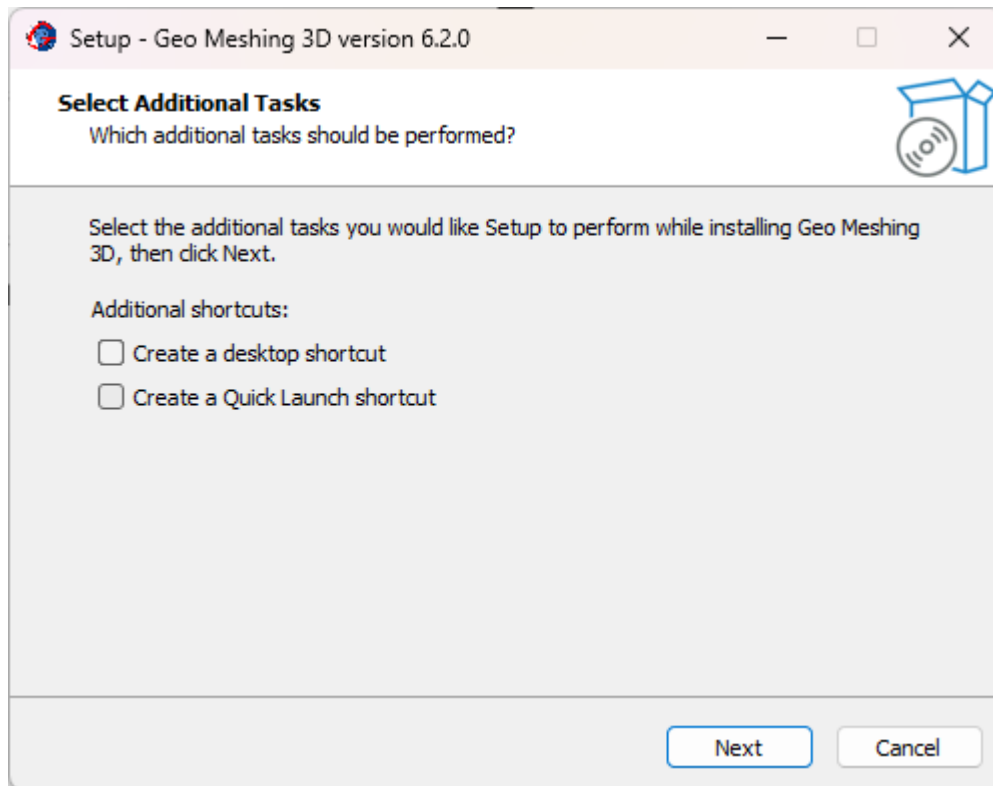 Setup - Geo Meshing 3D version 6.2.0
Select Additional Tasks
Which additional tasks should be performed?
Select the additional tasks you would like Setup to perform while installing Geo Meshing
3D, then click Next.
Additional shortcuts:
Create a desktop shortcut
Create a Quick Launch shortcut
Next
Cancel